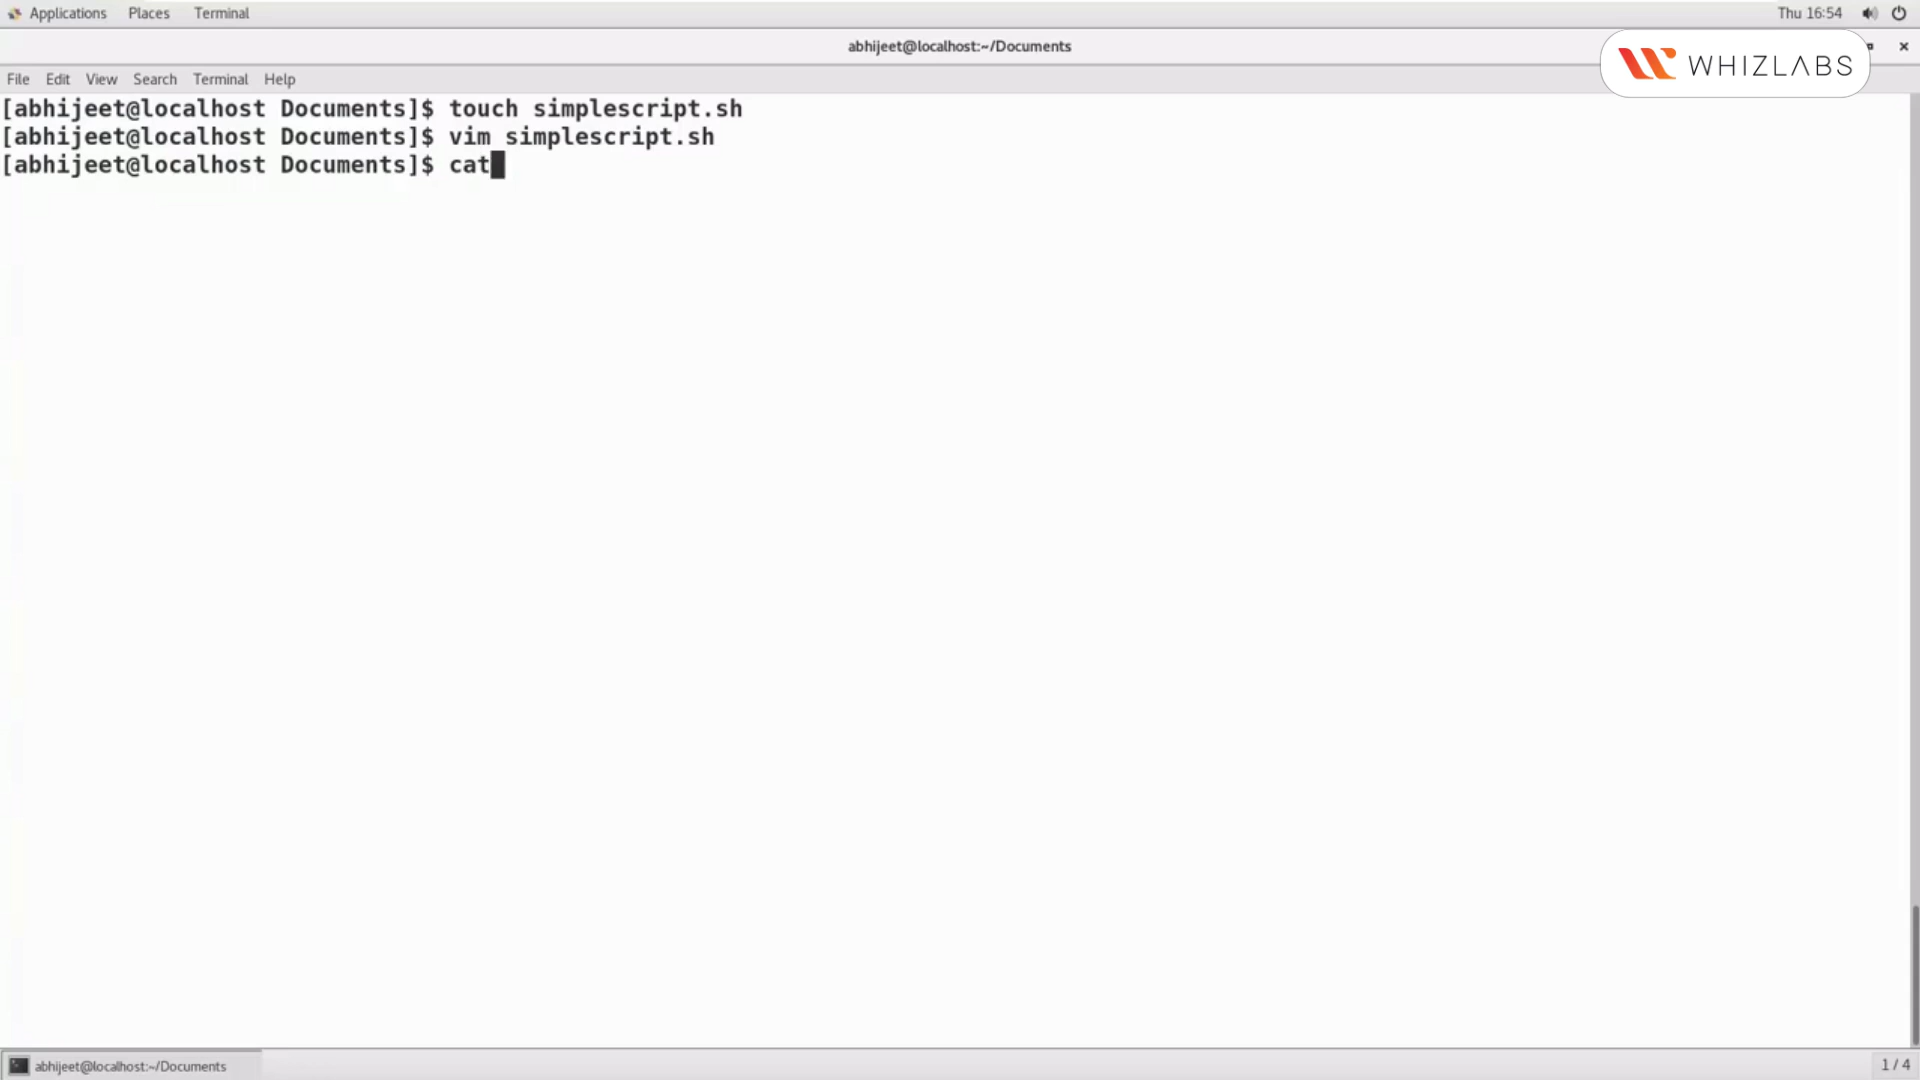 Applications Places Terminal Thu 16:54
abhijeet@localhost:~/Documents
WHIZLABS
File Edit View Search Terminal Help
[abhijeet@localhost Documents]$ touch simplescript.sh
[abhijeet@localhost Documents]$ vim simplescript.sh
[abhijeet@localhost Documents]$ cat
abhijeet@localhost:~/Documents 1 / 4